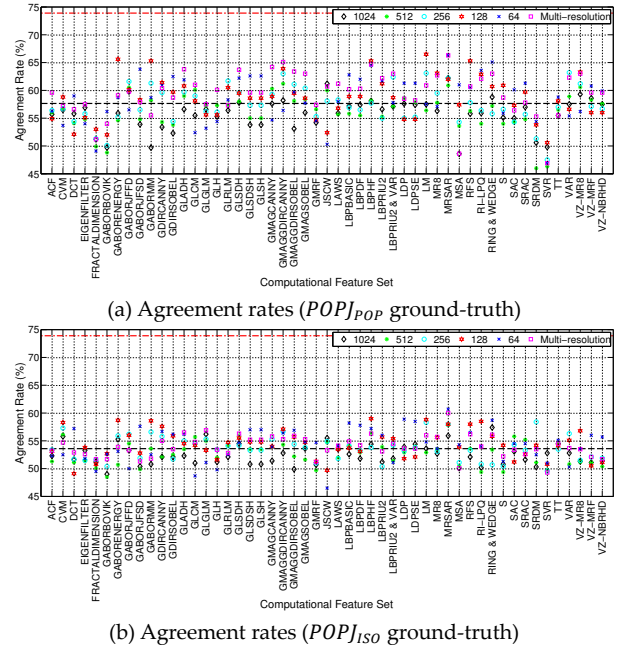 1024 512 256 128 64 Multi-resolution
75
70
65
60
55
50
45
Agreement Rate (%)
ACF
CVM
DCT
EIGENFILTER
FRACTALDIMENSION
GABORBOVIK
GABORENERGY
GABORJFFD
GABORJFSD
GABORMM
GDIRCANNY
GDIRSOBEL
GLADH
GLCM
GLGLM
GLH
GLRLM
GLSDH
GLSDSH
GLSH
GMAGCANNY
GMAGGDIRCANNY
GMAGGDIRSOBEL
GMAGSOBEL
GMRF
JSCW
LAWS
LBPBASIC
LBPDF
LBPHF
LBPRIU2
LBPRIU2 & VAR
LDP
LDPSE
LM
MR8
MRSAR
MSA
RFS
RI-LPQ
RING & WEDGE
S
SAC
SRAC
SRDM
SVR
TT
VAR
VZ-MR8
VZ-MRF
VZ-NBRHD
Computational Feature Set
(a) Agreement rates (POPJ_POP ground-truth)
1024 512 256 128 64 Multi-resolution
75
70
65
60
55
50
45
Agreement Rate (%)
ACF
CVM
DCT
EIGENFILTER
FRACTALDIMENSION
GABORBOVIK
GABORENERGY
GABORJFFD
GABORJFSD
GABORMM
GDIRCANNY
GDIRSOBEL
GLADH
GLCM
GLGLM
GLH
GLRLM
GLSDH
GLSDSH
GLSH
GMAGCANNY
GMAGGDIRCANNY
GMAGGDIRSOBEL
GMAGSOBEL
GMRF
JSCW
LAWS
LBPBASIC
LBPDF
LBPHF
LBPRIU2
LBPRIU2 & VAR
LDP
LDPSE
LM
MR8
MRSAR
MSA
RFS
RI-LPQ
RING & WEDGE
S
SAC
SRAC
SRDM
SVR
TT
VAR
VZ-MR8
VZ-MRF
VZ-NBRHD
Computational Feature Set
(b) Agreement rates (POPJ_ISO ground-truth)